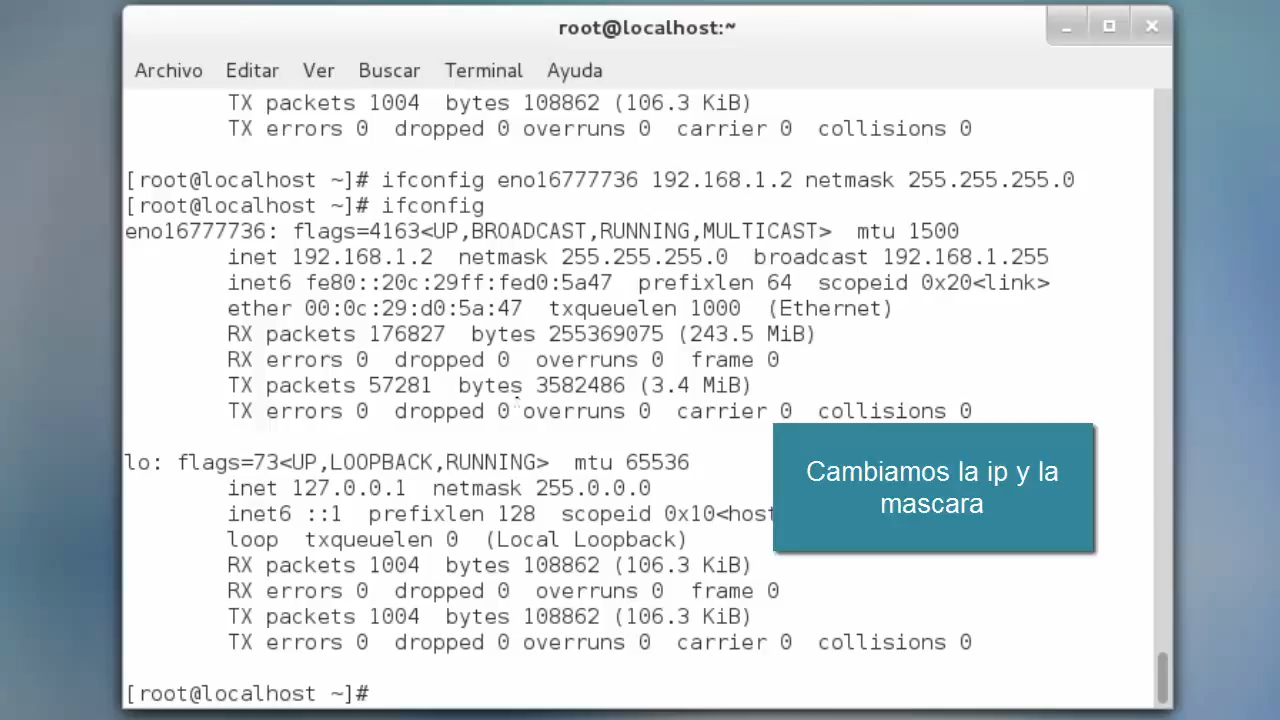 root@localhost:~
Archivo Editar Ver Buscar Terminal Ayuda
TX packets 1004 bytes 108862 (106.3 KiB)
TX errors 0 dropped 0 overruns 0 carrier 0 collisions 0
[root@localhost ~]# ifconfig eno16777736 192.168.1.2 netmask 255.255.255.0
[root@localhost ~]# ifconfig
eno16777736: flags=4163<UP,BROADCAST,RUNNING,MULTICAST> mtu 1500
inet 192.168.1.2 netmask 255.255.255.0 broadcast 192.168.1.255
inet6 fe80::20c:29ff:fed0:5a47 prefixlen 64 scopeid 0x20<link>
ether 00:0c:29:d0:5a:47 txqueuelen 1000 (Ethernet)
RX packets 176827 bytes 255369075 (243.5 MiB)
RX errors 0 dropped 0 overruns 0 frame 0
TX packets 57281 bytes 3582486 (3.4 MiB)
TX errors 0 dropped 0 overruns 0 carrier 0 collisions 0
lo: flags=73<UP,LOOPBACK,RUNNING> mtu 65536
inet 127.0.0.1 netmask 255.0.0.0
inet6 ::1 prefixlen 128 scopeid 0x10<host
loop txqueuelen 0 (Local Loopback)
RX packets 1004 bytes 108862 (106.3 KiB)
RX errors 0 dropped 0 overruns 0 frame 0
TX packets 1004 bytes 108862 (106.3 KiB)
TX errors 0 dropped 0 overruns 0 carrier 0 collisions 0
[root@localhost ~]#
Cambiamos la ip y la
mascara